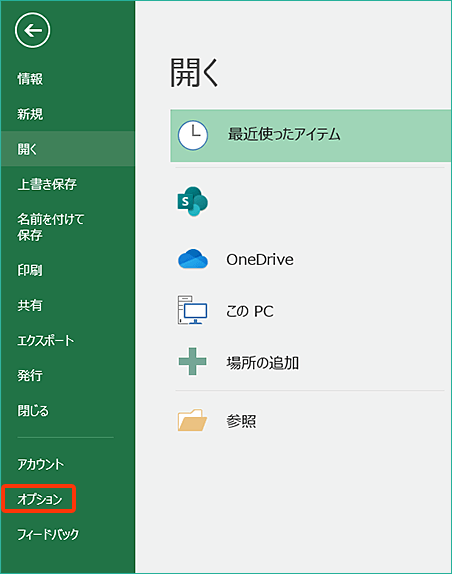 情報
新規
開く
上書き保存
名前を付けて
保存
印刷
共有
エクスポート
発行
閉じる
アカウント
オプション
フィードバック
開く
最近使ったアイテム
S
OneDrive
この PC
場所の追加
参照